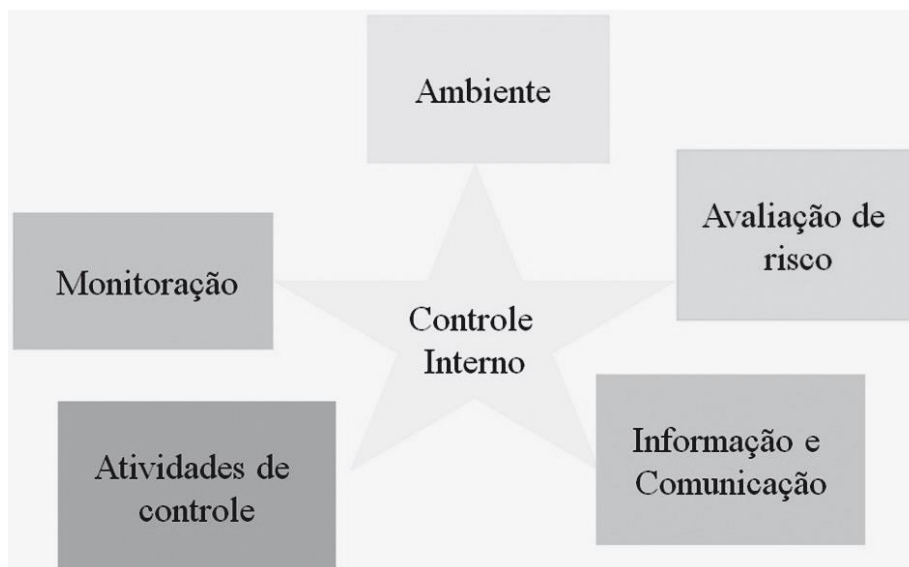 Ambiente
Avaliação de
risco
Monitoração
Controle
Interno
Informação e
Comunicação
Atividades de
controle